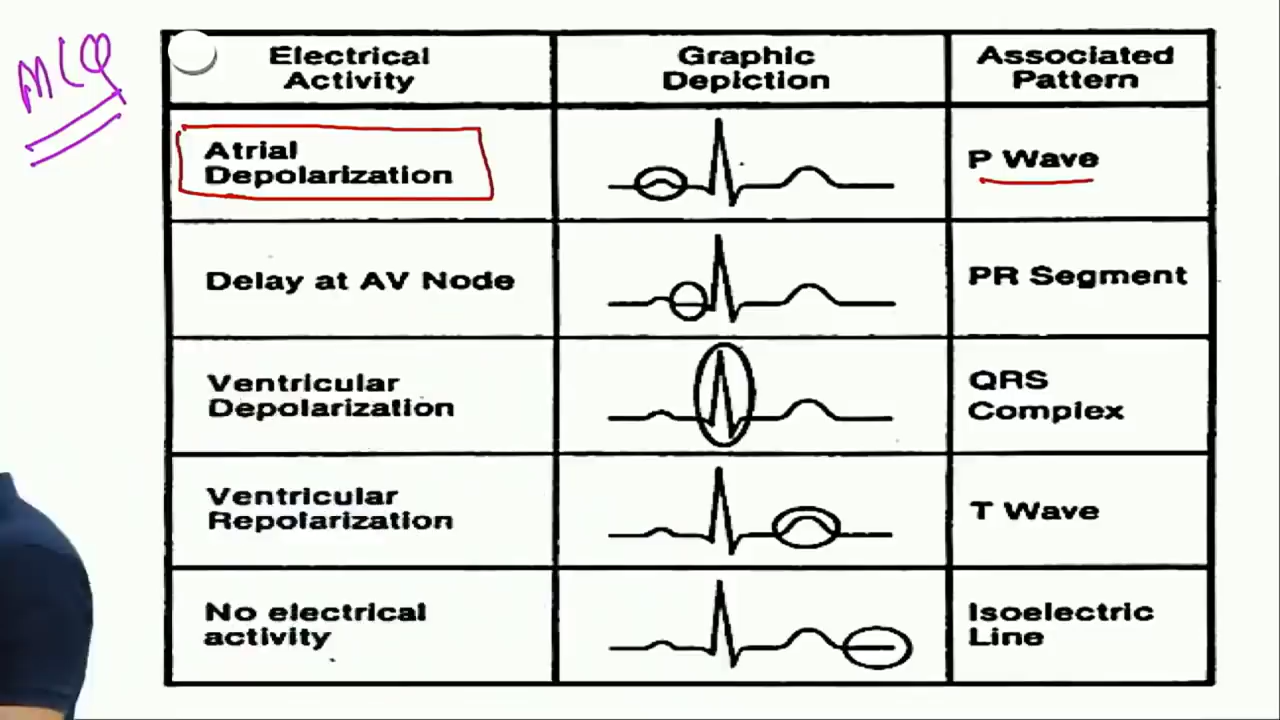 MCQ
Electrical
Activity
Graphic
Depiction
Associated
Pattern
Atrial
Depolarization
P Wave
Delay at AV Node
PR Segment
Ventricular
Depolarization
QRS
Complex
Ventricular
Repolarization
T Wave
No electrical
activity
Isoelectric
Line